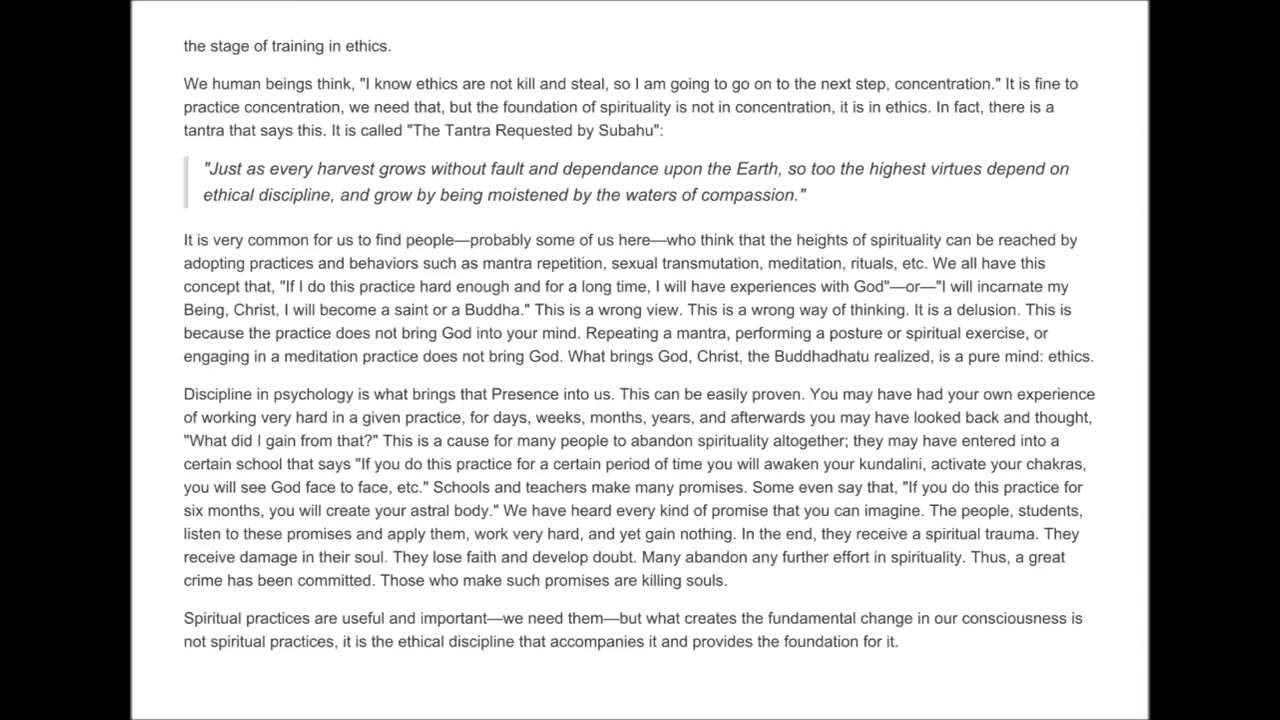 the stage of training in ethics.
We human beings think, "I know ethics are not kill and steal, so I am going to go on to the next step, concentration." It is fine to
practice concentration, we need that, but the foundation of spirituality is not in concentration, it is in ethics. In fact, there is a
tantra that says this. It is called "The Tantra Requested by Subahu":
"Just as every harvest grows without fault and dependance upon the Earth, so too the highest virtues depend on
ethical discipline, and grow by being moistened by the waters of compassion."
It is very common for us to find people—probably some of us here—who think that the heights of spirituality can be reached by
adopting practices and behaviors such as mantra repetition, sexual transmutation, meditation, rituals, etc. We all have this
concept that, "If I do this practice hard enough and for a long time, I will have experiences with God"—or—"I will incarnate my
Being, Christ, I will become a saint or a Buddha." This is a wrong view. This is a wrong way of thinking. It is a delusion. This is
because the practice does not bring God into your mind. Repeating a mantra, performing a posture or spiritual exercise, or
engaging in a meditation practice does not bring God. What brings God, Christ, the Buddhadhatu realized, is a pure mind: ethics.
Discipline in psychology is what brings that Presence into us. This can be easily proven. You may have had your own experience
of working very hard in a given practice, for days, weeks, months, years, and afterwards you may have looked back and thought,
"What did I gain from that?" This is a cause for many people to abandon spirituality altogether; they may have entered into a
certain school that says "If you do this practice for a certain period of time you will awaken your kundalini, activate your chakras,
you will see God face to face, etc." Schools and teachers make many promises. Some even say that, "If you do this practice for
six months, you will create your astral body." We have heard every kind of promise that you can imagine. The people, students,
listen to these promises and apply them, work very hard, and yet gain nothing. In the end, they receive a spiritual trauma. They
receive damage in their soul. They lose faith and develop doubt. Many abandon any further effort in spirituality. Thus, a great
crime has been committed. Those who make such promises are killing souls.
Spiritual practices are useful and important—we need them—but what creates the fundamental change in our consciousness is
not spiritual practices, it is the ethical discipline that accompanies it and provides the foundation for it.